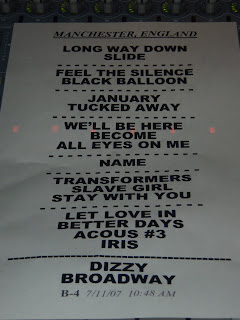 MANCHESTER, ENGLAND
LONG WAY DOWN
SLIDE
FEEL THE SILENCE
BLACK BALLOON
JANUARY
TUCKED AWAY
WE'LL BE HERE
BECOME
ALL EYES ON ME
NAME
TRANSFORMERS
SLAVE GIRL
STAY WITH YOU
LET LOVE IN
BETTER DAYS
ACOUS #3
IRIS
DIZZY
BROADWAY
B-4 7/11/07 10:48 AM